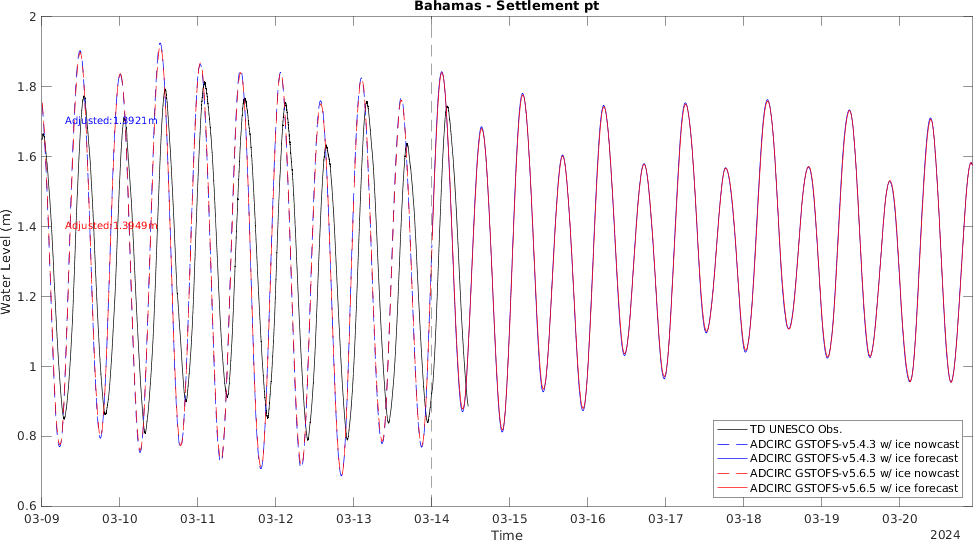 Bahamas - Settlement pt
Water Level (m)
2
1.8
1.6
1.4
1.2
1
0.8
0.6
Adjusted:1.3921m
Adjusted:1.3949m
TD UNESCO Obs.
ADCIRC GSTOFS-v5.4.3 w/ ice nowcast
ADCIRC GSTOFS-v5.4.3 w/ ice forecast
ADCIRC GSTOFS-v5.6.5 w/ ice nowcast
ADCIRC GSTOFS-v5.6.5 w/ ice forecast
03-09 03-10 03-11 03-12 03-13 03-14 03-15 03-16 03-17 03-18 03-19 03-20
Time
2024